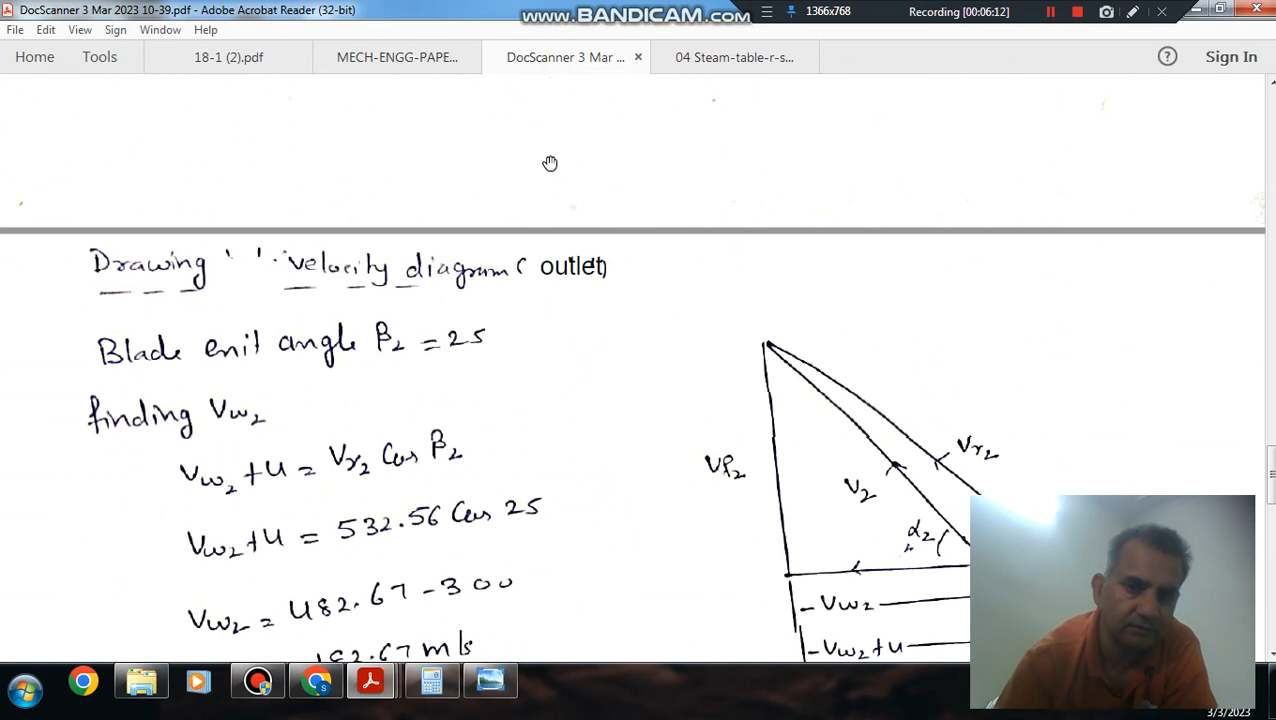 DocScanner 3 Mar 2023 10-39.pdf - Adobe Acrobat Reader (32-bit)
www.BANDICAM.com
1366x768
Recording [00:06:12]
File Edit View Sign Window Help
Home Tools 18-1 (2).pdf MECH-ENGG-PAPE... DocScanner 3 Mar ... × 04 Steam-table-r-s... ? Sign In
Drawing velocity diagram ( outlet)
Blade exit angle β2 = 25
finding Vw2
Vw2 + u = Vr2 Cos β2
Vw2 + u = 532.56 Cos 25
Vw2 = 482.67 - 300
182.67 m/s
Vf2
V2
Vr2
α2
- Vw2
- Vw2 + u
3/3/2023